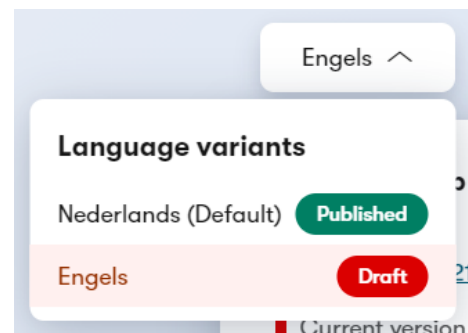 Engels
Language variants
Nederlands (Default) Published
Engels Draft
Current version